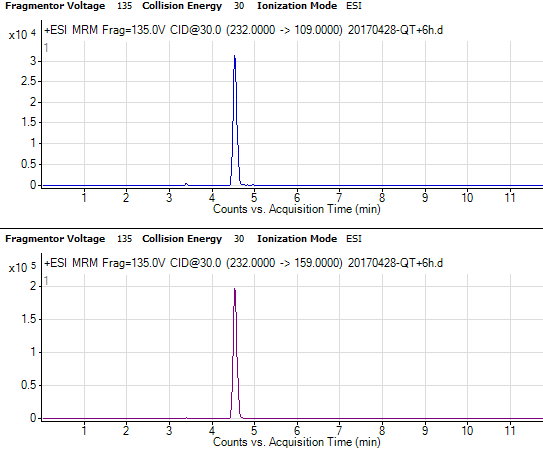 Fragmentor Voltage 135 Collision Energy 30 Ionization Mode ESI
x10 4
+ESI MRM Frag=135.0V CID@30.0 (232.0000 -> 109.0000) 20170428-QT+6h.d
1
3
2.5
2
1.5
1
0.5
0
1 2 3 4 5 6 7 8 9 10 11
Counts vs. Acquisition Time (min)
Fragmentor Voltage 135 Collision Energy 30 Ionization Mode ESI
x10 5
+ESI MRM Frag=135.0V CID@30.0 (232.0000 -> 159.0000) 20170428-QT+6h.d
1
2
1.5
1
0.5
0
1 2 3 4 5 6 7 8 9 10 11
Counts vs. Acquisition Time (min)